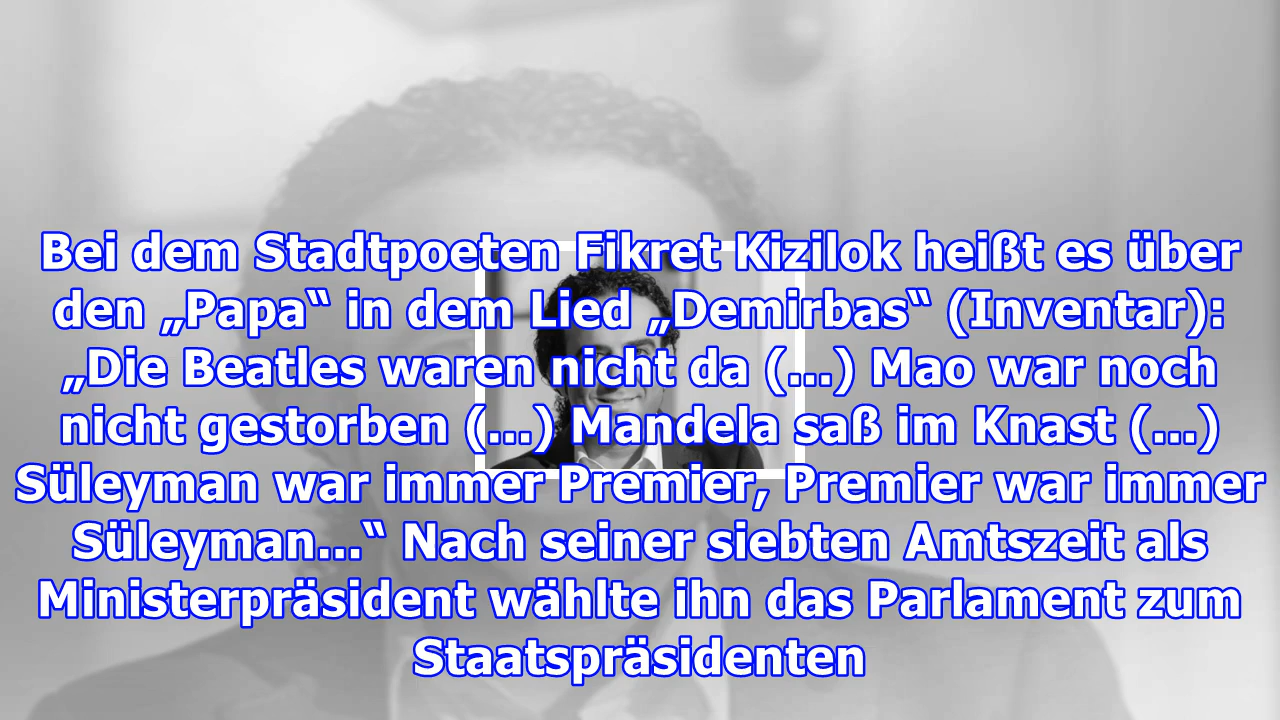 Bei dem Stadtpoeten Fikret Kizilok heißt es über
den „Papa“ in dem Lied „Demirbas“ (Inventar):
„Die Beatles waren nicht da (...) Mao war noch
nicht gestorben (...) Mandela saß im Knast (...)
Süleyman war immer Premier, Premier war immer
Süleyman...“ Nach seiner siebten Amtszeit als
Ministerpräsident wählte ihn das Parlament zum
Staatspräsidenten